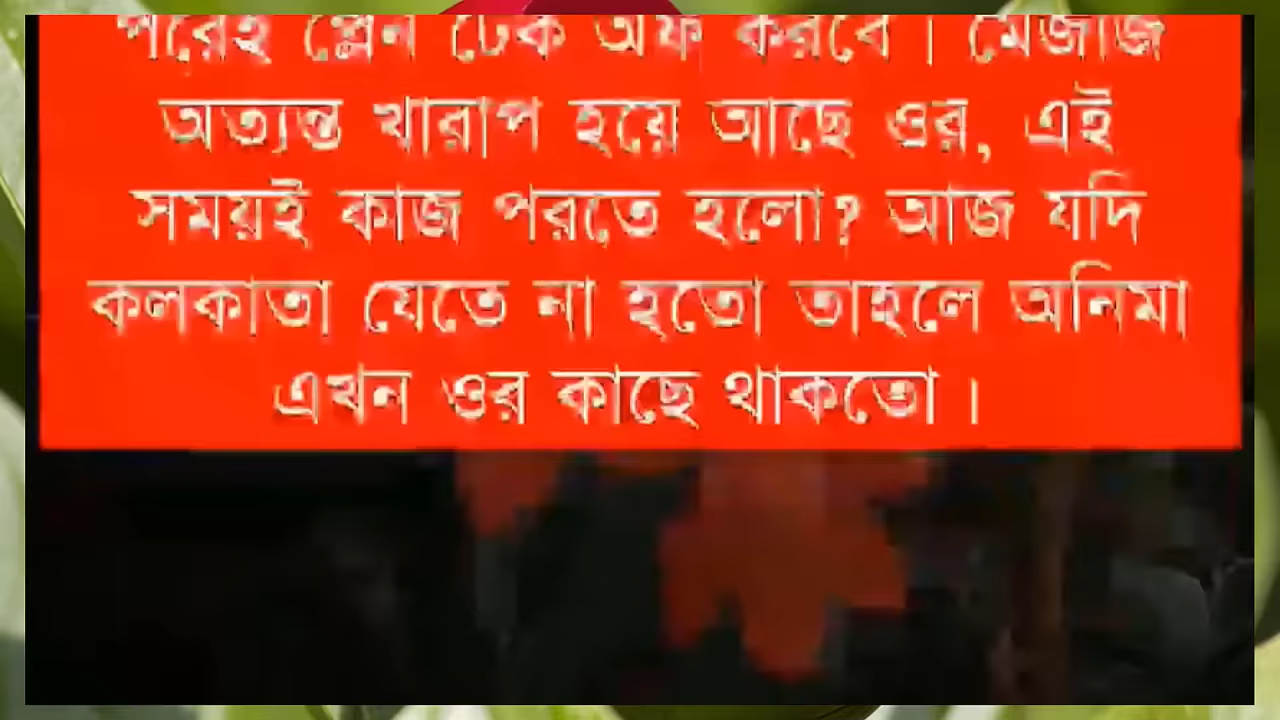 পরেই প্লেন টেক অফ করবে। মেজাজ
অত্যন্ত খারাপ হয়ে আছে ওর, এই
সময়ই কাজ পরতে হলো? আজ যদি
কলকাতা যেতে না হতো তাহলে অনিমা
এখন ওর কাছে থাকতো।